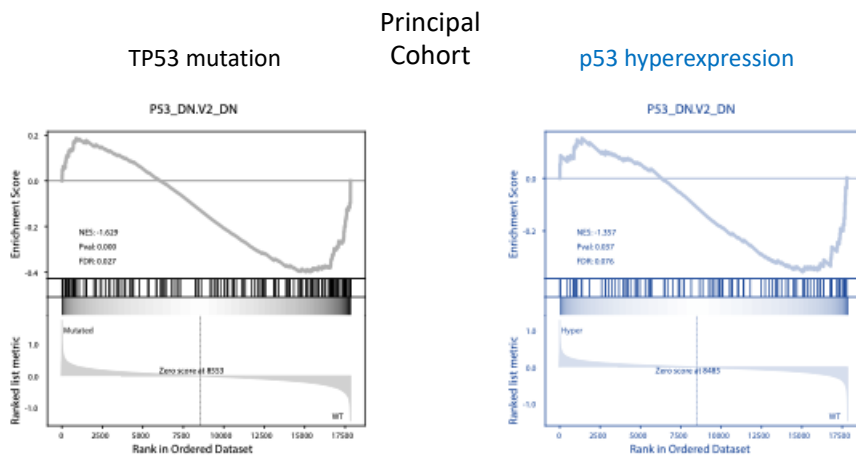 Principal
Cohort
TP53 mutation
p53 hyperexpression
P53_DN.V2_DN
Enrichment Score
0.2
0.0
-0.2
-0.4
NES: -1.629
Pval: 0.000
FDR: 0.027
Ranked list metric
1.0
0.0
-1.0
Mutated
Zero score at 8553
WT
0 2500 5000 7500 10000 12500 15000 17500
Rank in Ordered Dataset
P53_DN.V2_DN
Enrichment Score
0.0
-0.2
NES: -1.357
Pval: 0.037
FDR: 0.076
Ranked list metric
1.0
0.0
-1.0
Hyper
Zero score at 8485
WT
0 2500 5000 7500 10000 12500 15000 17500
Rank in Ordered Dataset